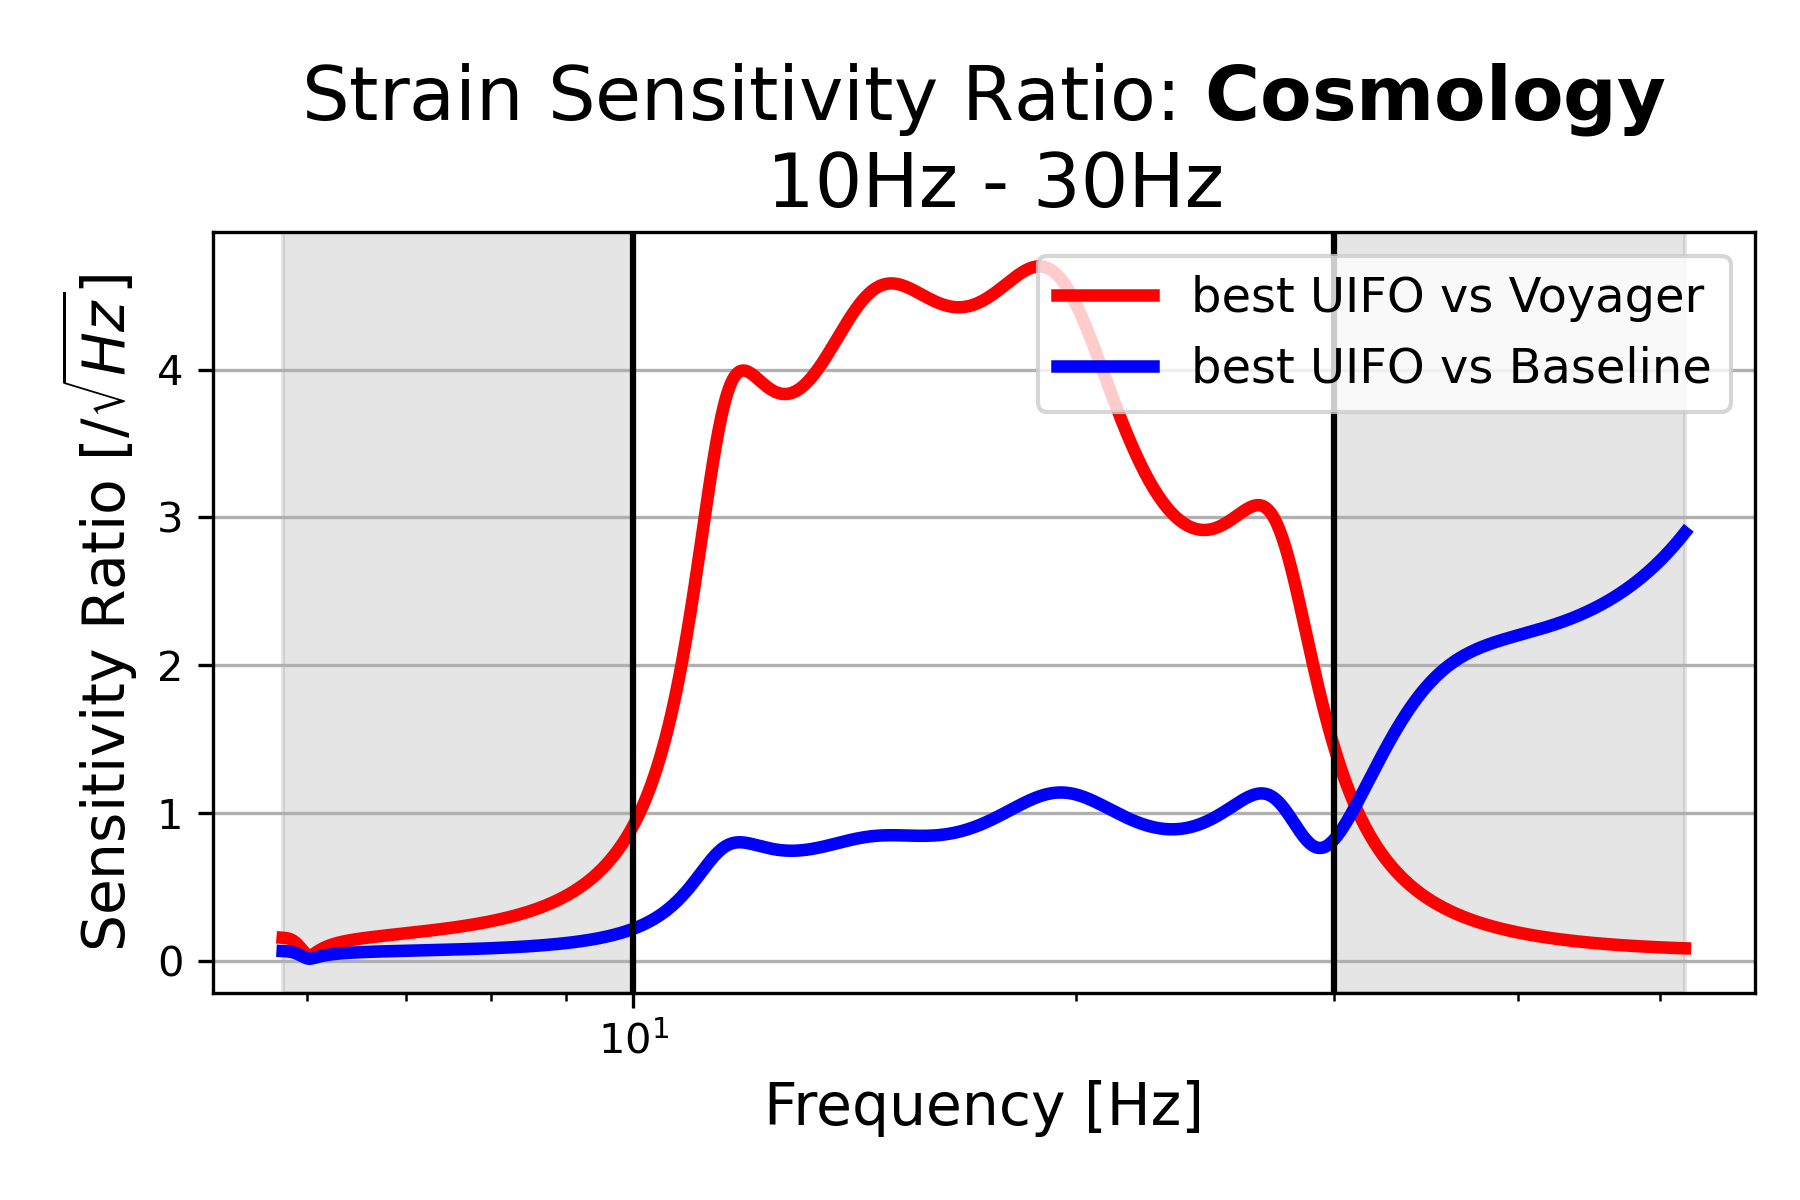 Strain Sensitivity Ratio: Cosmology
10Hz - 30Hz
Sensitivity Ratio [/√Hz]
4
3
2
1
0
best UIFO vs Voyager
best UIFO vs Baseline
10¹
Frequency [Hz]